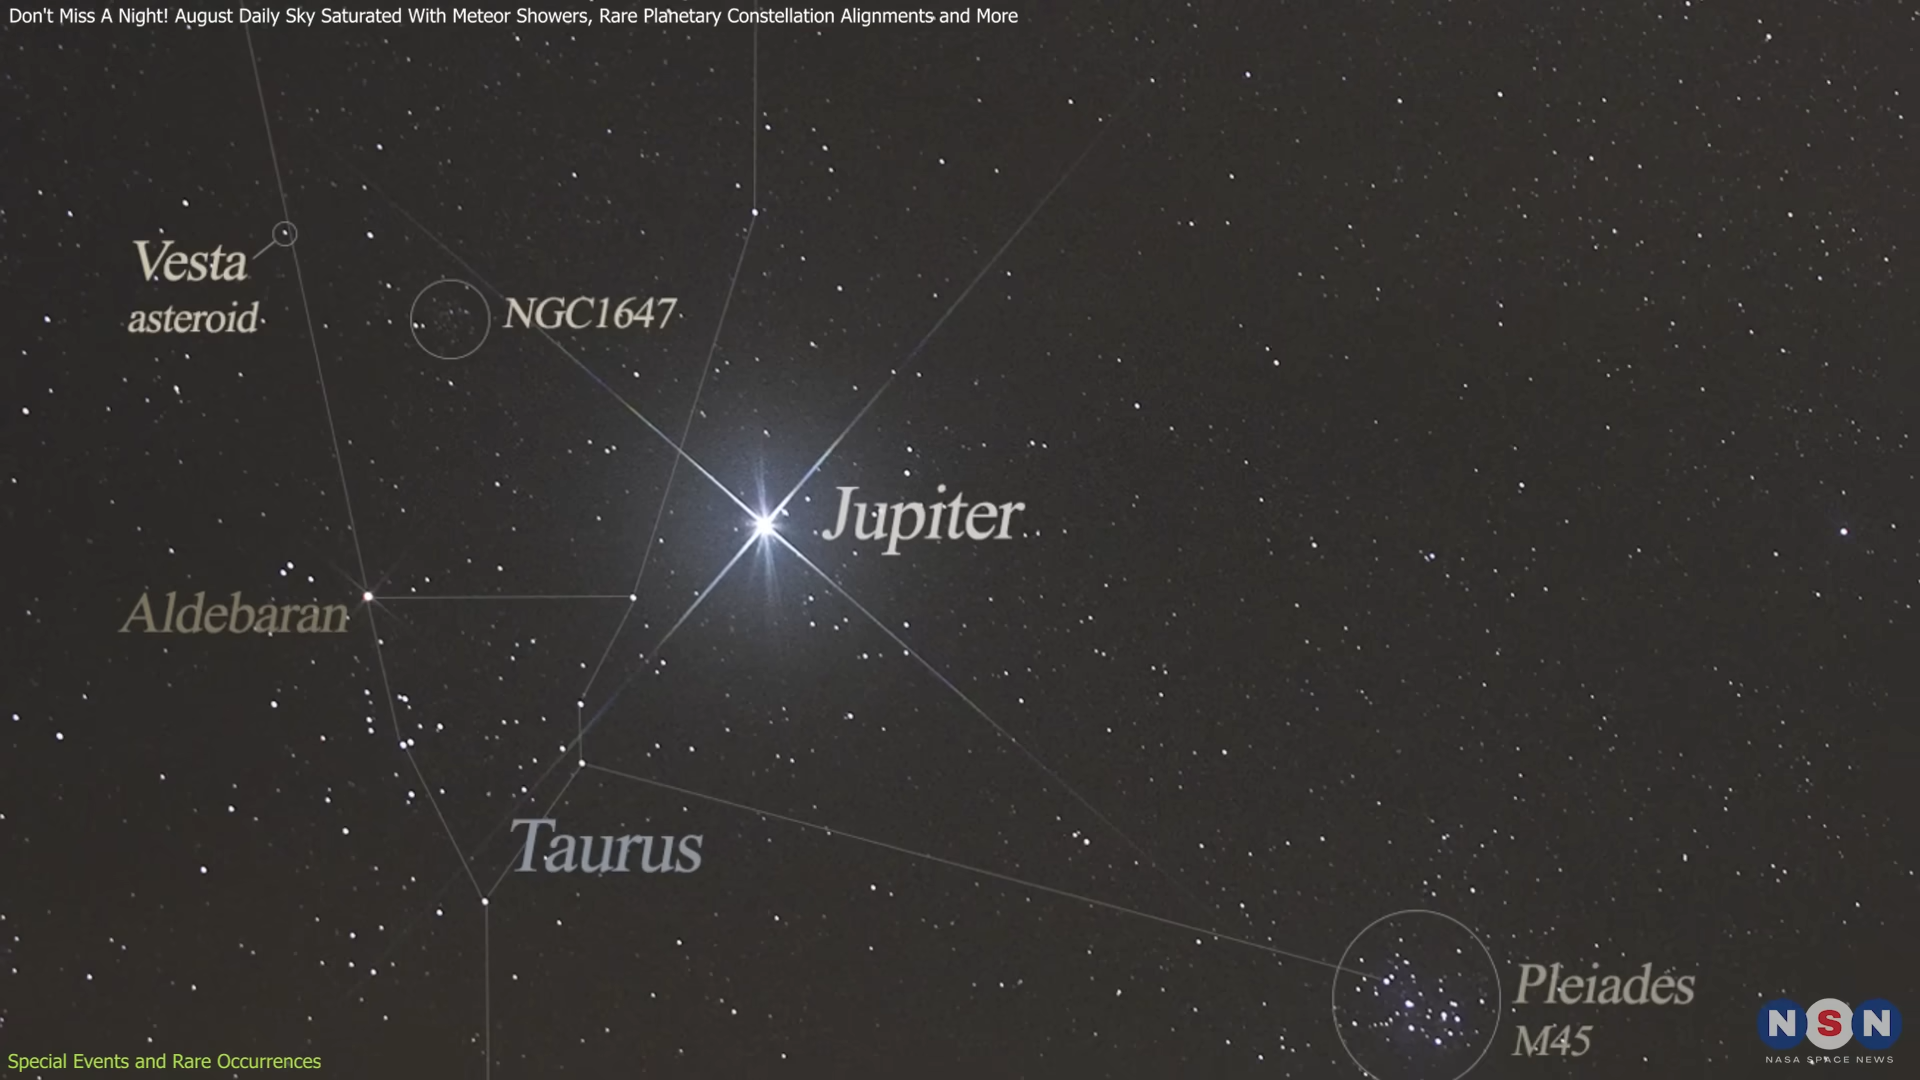 Don't Miss A Night! August Daily Sky Saturated With Meteor Showers, Rare Planetary Constellation Alignments and More
Vesta
asteroid
NGC1647
Jupiter
Aldebaran
Taurus
Pleiades
M45
NSN
NASA SPACE NEWS
Special Events and Rare Occurrences